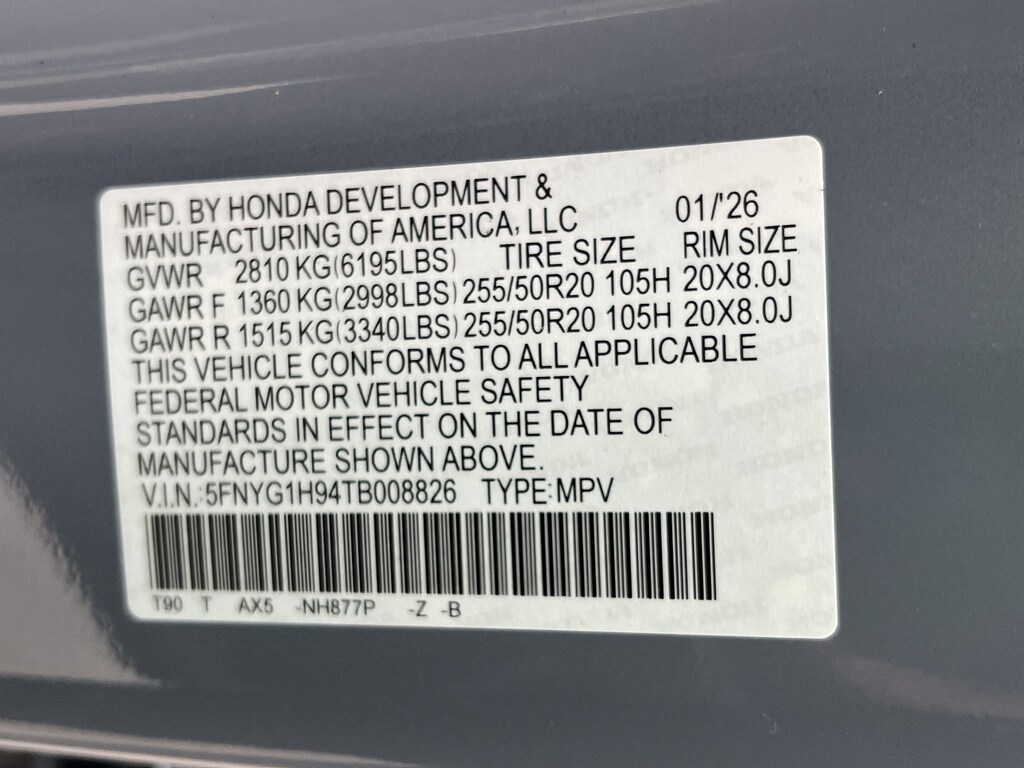 MFD. BY HONDA DEVELOPMENT &
MANUFACTURING OF AMERICA, LLC 01/'26
GVWR 2810 KG(6195LBS) TIRE SIZE RIM SIZE
GAWR F 1360 KG(2998LBS) 255/50R20 105H 20X8.0J
GAWR R 1515 KG(3340LBS) 255/50R20 105H 20X8.0J
THIS VEHICLE CONFORMS TO ALL APPLICABLE
FEDERAL MOTOR VEHICLE SAFETY
STANDARDS IN EFFECT ON THE DATE OF
MANUFACTURE SHOWN ABOVE.
V.I.N.: 5FNYG1H94TB008826 TYPE: MPV
T90 T AX5 -NH877P -Z -B